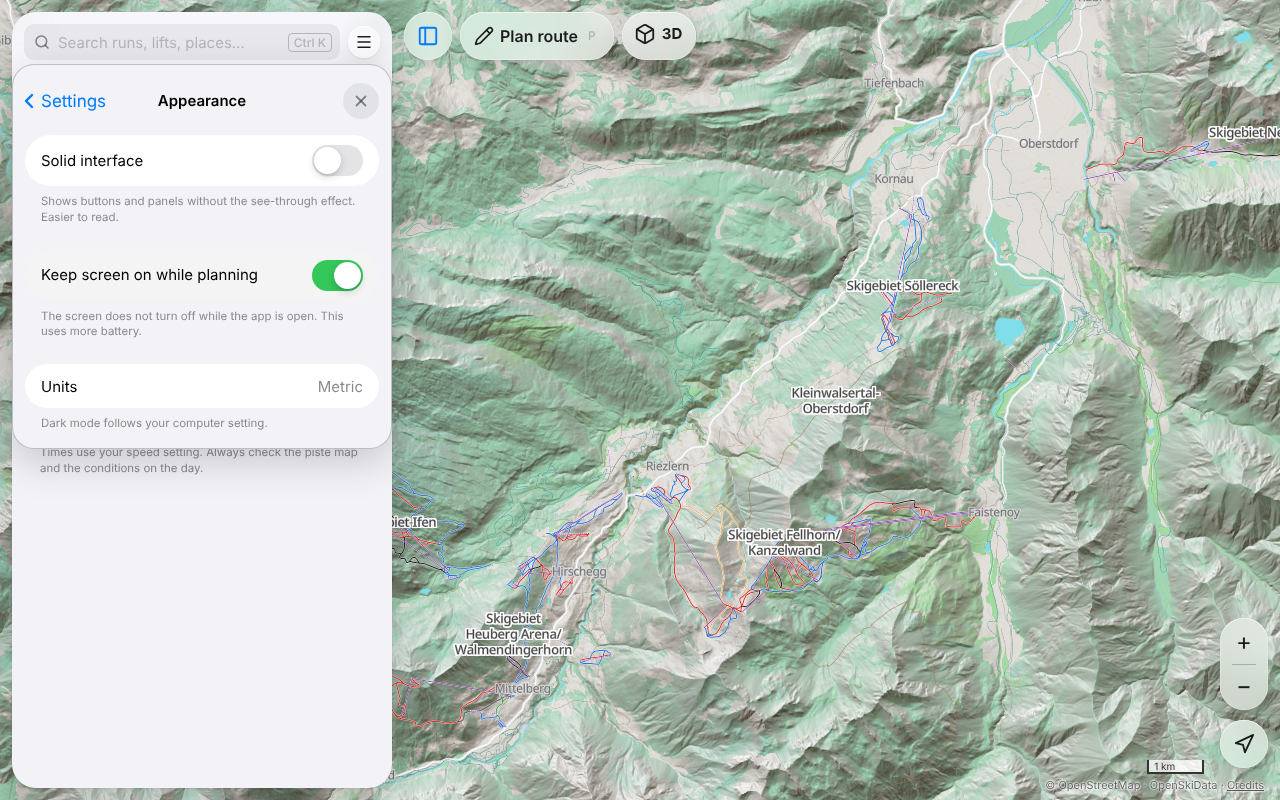 Search runs, lifts, places...
Ctrl K
Plan route P
3D
Settings
Appearance
Solid interface
Shows buttons and panels without the see-through effect.
Easier to read.
Keep screen on while planning
The screen does not turn off while the app is open. This
uses more battery.
Units
Metric
Dark mode follows your computer setting.
Times use your speed setting. Always check the piste map
and the conditions on the day.
Tiefenbach
Oberstdorf
Kornau
Skigebiet Söllereck
Kleinwalsertal-
Oberstdorf
Riezlern
Faistenoy
Skigebiet Fellhorn/
Kanzelwand
Hirschegg
Skigebiet
Heuberg Arena/
Walmendingerhorn
Mittelberg
+
−
1 km
© OpenStreetMap · OpenSkiData · Credits